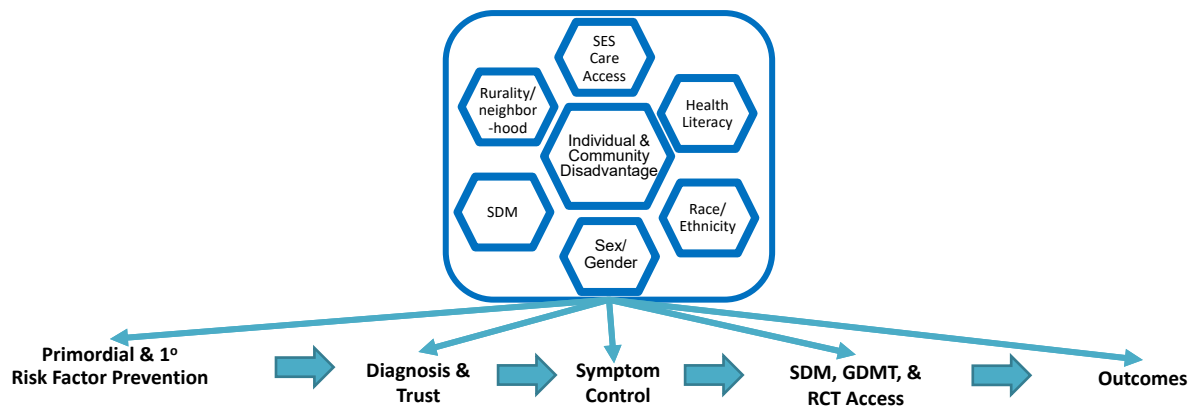 SES
Care
Access
Rurality/
neighbor
-hood
Health
Literacy
Individual &
Community
Disadvantage
SDM
Race/
Ethnicity
Sex/
Gender
Primordial & 1º
Risk Factor Prevention
Diagnosis &
Trust
Symptom
Control
SDM, GDMT, &
RCT Access
Outcomes